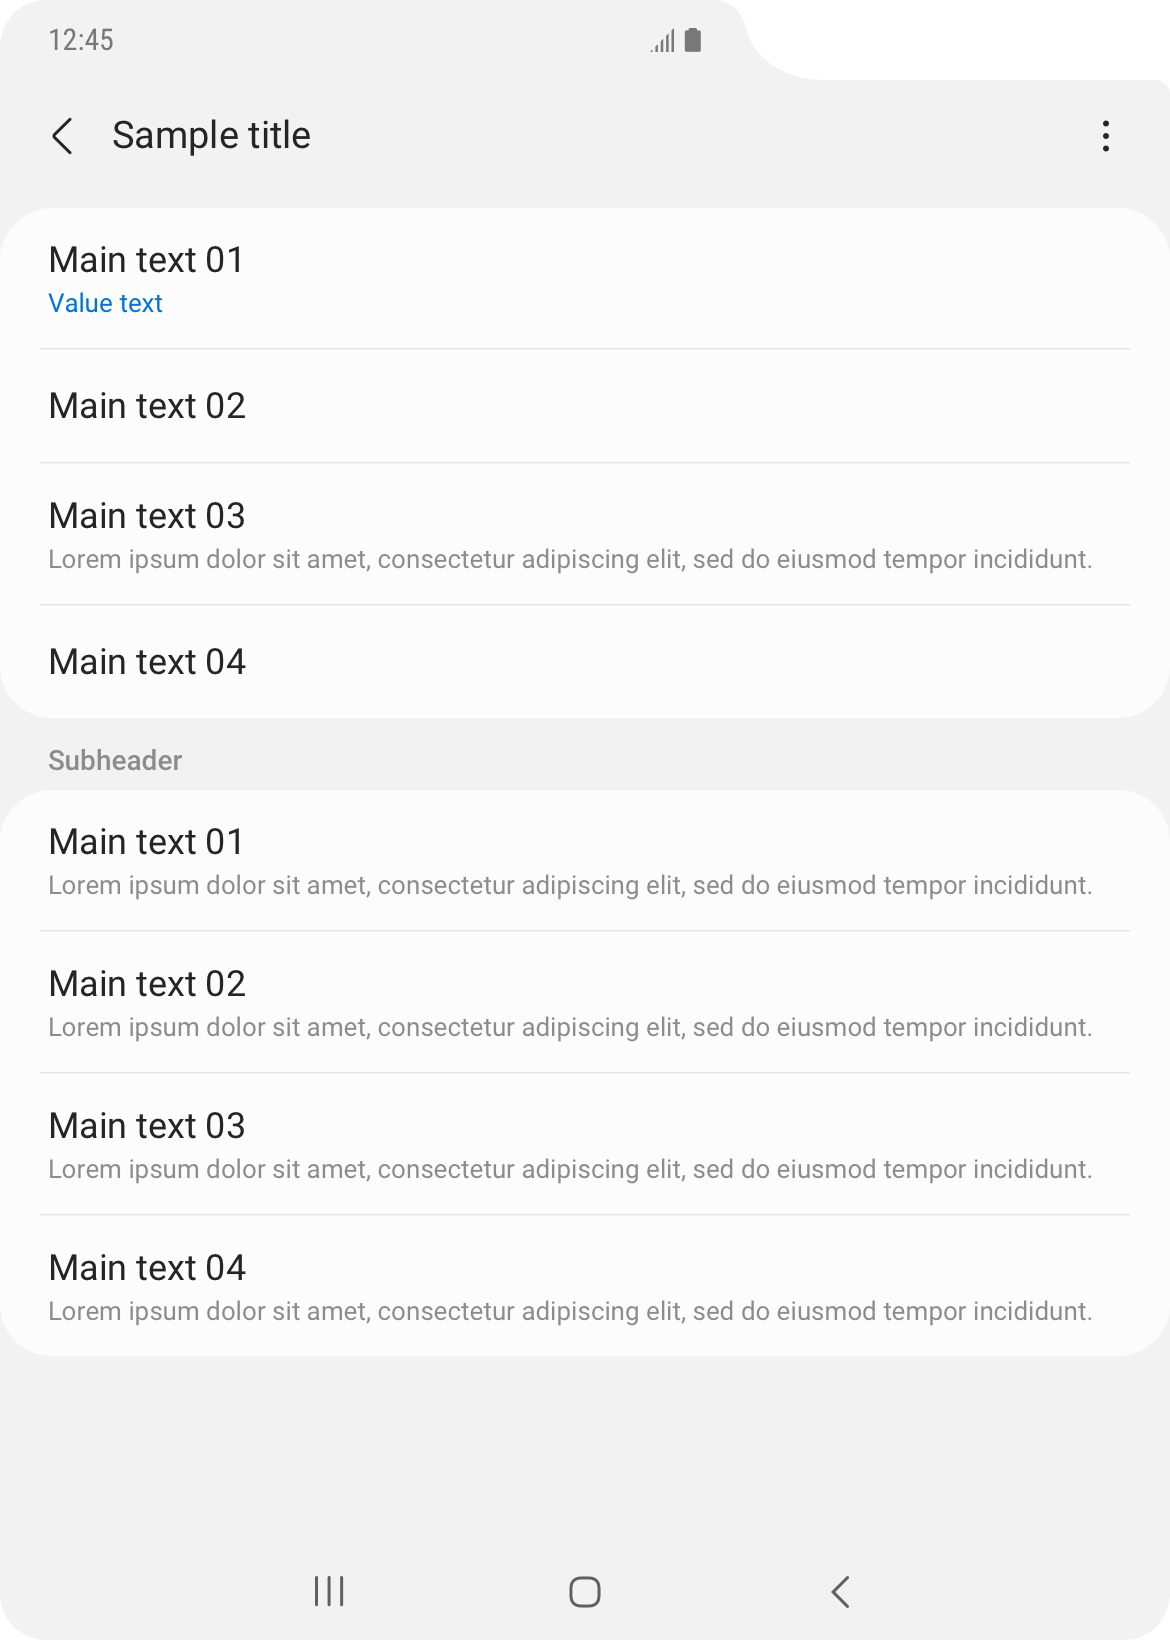 12:45
Sample title
Main text 01
Value text
Main text 02
Main text 03
Lorem ipsum dolor sit amet, consectetur adipiscing elit, sed do eiusmod tempor incididunt.
Main text 04
Subheader
Main text 01
Lorem ipsum dolor sit amet, consectetur adipiscing elit, sed do eiusmod tempor incididunt.
Main text 02
Lorem ipsum dolor sit amet, consectetur adipiscing elit, sed do eiusmod tempor incididunt.
Main text 03
Lorem ipsum dolor sit amet, consectetur adipiscing elit, sed do eiusmod tempor incididunt.
Main text 04
Lorem ipsum dolor sit amet, consectetur adipiscing elit, sed do eiusmod tempor incididunt.